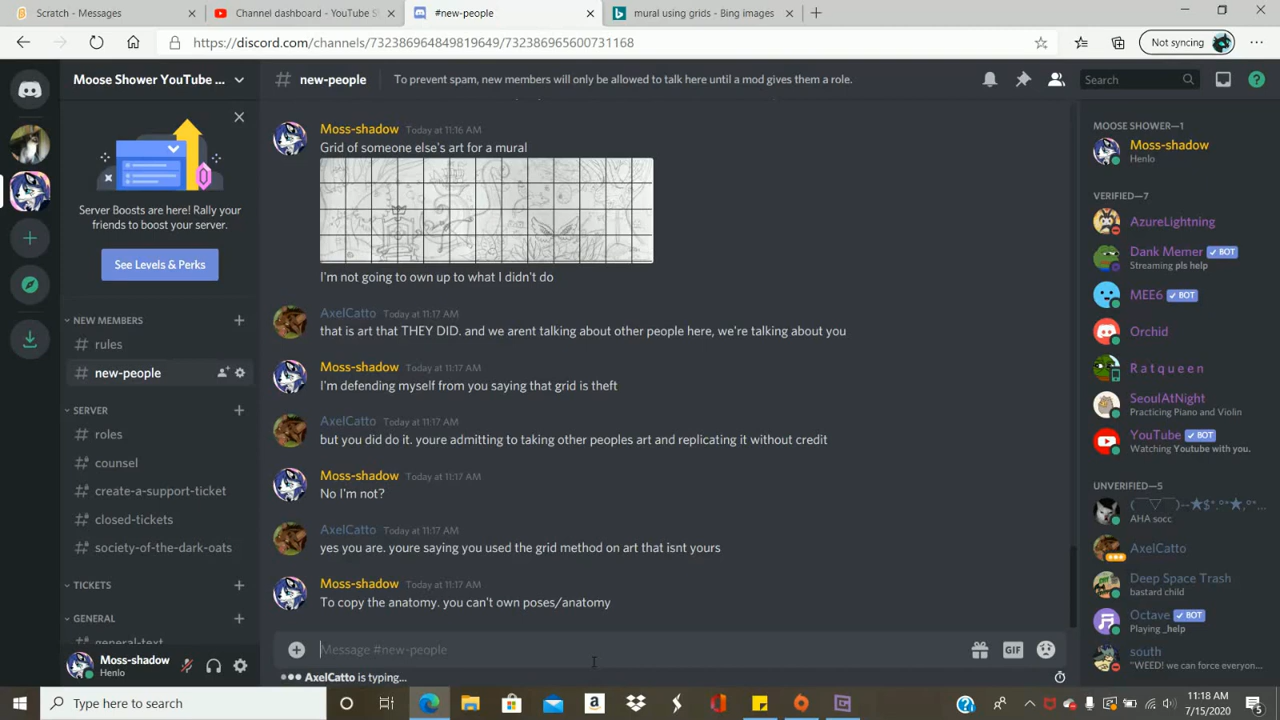 Scratch - Messages
Channel dashboard - YouTube S
#new-people
mural using grids - Bing images
https://discord.com/channels/732386964849819649/732386965600731168
Not syncing
Moose Shower YouTube ...
new-people
To prevent spam, new members will only be allowed to talk here until a mod gives them a role.
Search
Server Boosts are here! Rally your
friends to boost your server.
See Levels & Perks
NEW MEMBERS
rules
new-people
SERVER
roles
counsel
create-a-support-ticket
closed-tickets
society-of-the-dark-oats
TICKETS
GENERAL
general-text
Moss-shadow
Henlo
Moss-shadow Today at 11:16 AM
Grid of someone else's art for a mural
I'm not going to own up to what I didn't do
AxelCatto Today at 11:17 AM
that is art that THEY DID. and we arent talking about other people here, we're talking about you
Moss-shadow Today at 11:17 AM
I'm defending myself from you saying that grid is theft
AxelCatto Today at 11:17 AM
but you did do it. youre admitting to taking other peoples art and replicating it without credit
Moss-shadow Today at 11:17 AM
No I'm not?
AxelCatto Today at 11:17 AM
yes you are. youre saying you used the grid method on art that isnt yours
Moss-shadow Today at 11:17 AM
To copy the anatomy. you can't own poses/anatomy
Message #new-people
GIF
AxelCatto is typing...
MOOSE SHOWER—1
Moss-shadow
Henlo
VERIFIED—7
AzureLightning
Dank Memer BOT
Streaming pls help
MEE6 BOT
Orchid
R a t q u e e n
SeoulAtNight
Practicing Piano and Violin
YouTube BOT
Watching Youtube with you.
UNVERIFIED—5
AHA socc
AxelCatto
Deep Space Trash
bastard child
Octave BOT
Playing _help
south
"WEED! we can force everyon...
Type here to search
11:18 AM
7/15/2020